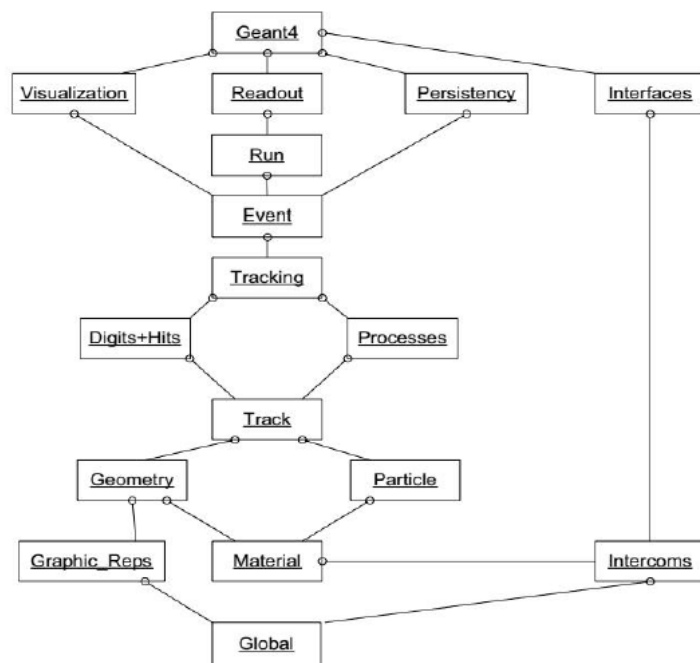 Geant4
Visualization
Readout
Persistency
Interfaces
Run
Event
Tracking
Digits+Hits
Processes
Track
Geometry
Particle
Graphic_Reps
Material
Intercoms
Global